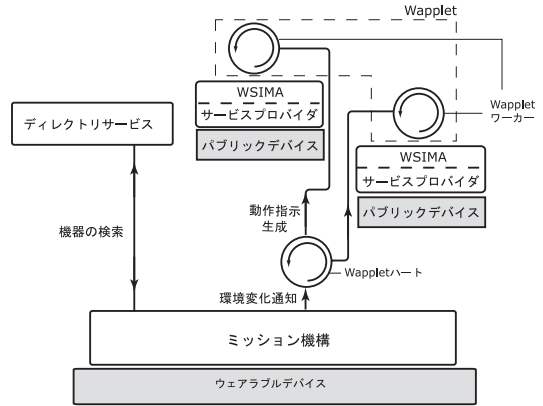 Wapplet
WSIMA
サービスプロバイダ
パブリックデバイス
Wapplet
ワーカー
ディレクトリサービス
WSIMA
サービスプロバイダ
パブリックデバイス
動作指示
生成
機器の検索
Wappletハート
環境変化通知
ミッション機構
ウェアラブルデバイス